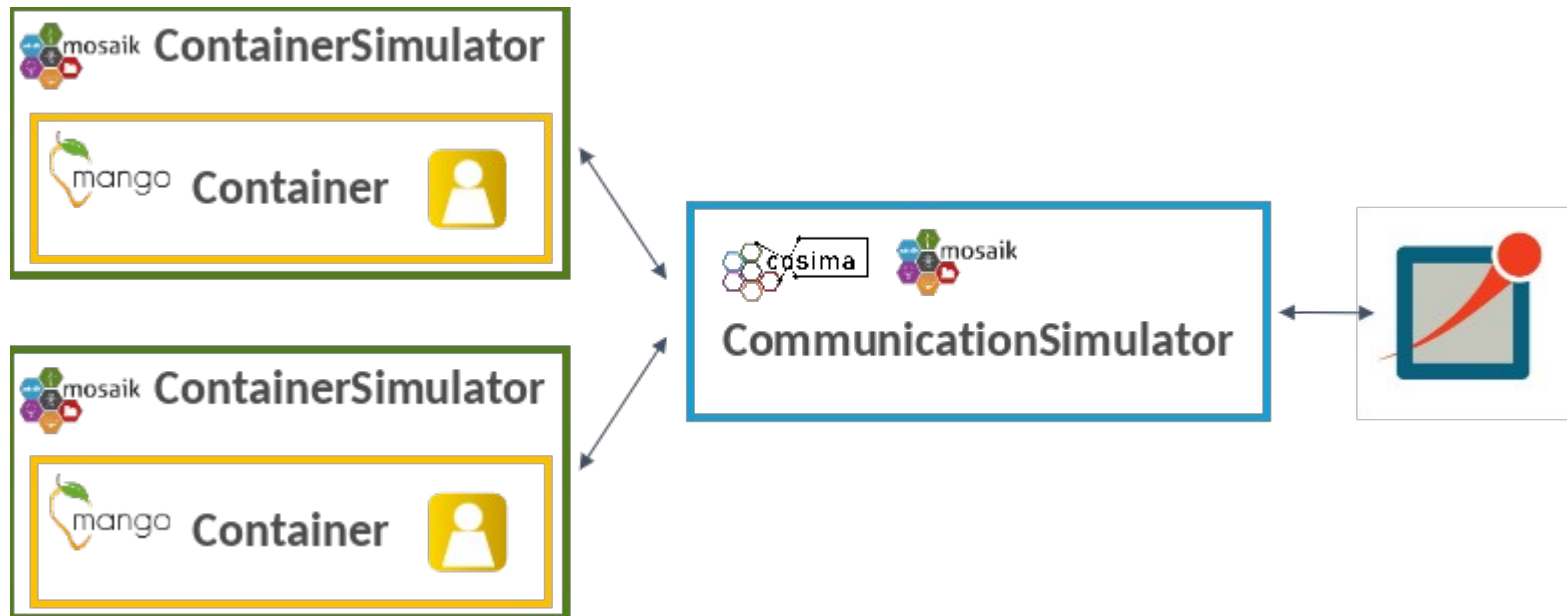 mosaik ContainerSimulator
mango Container
mosaik ContainerSimulator
mango Container
cosima mosaik
CommunicationSimulator